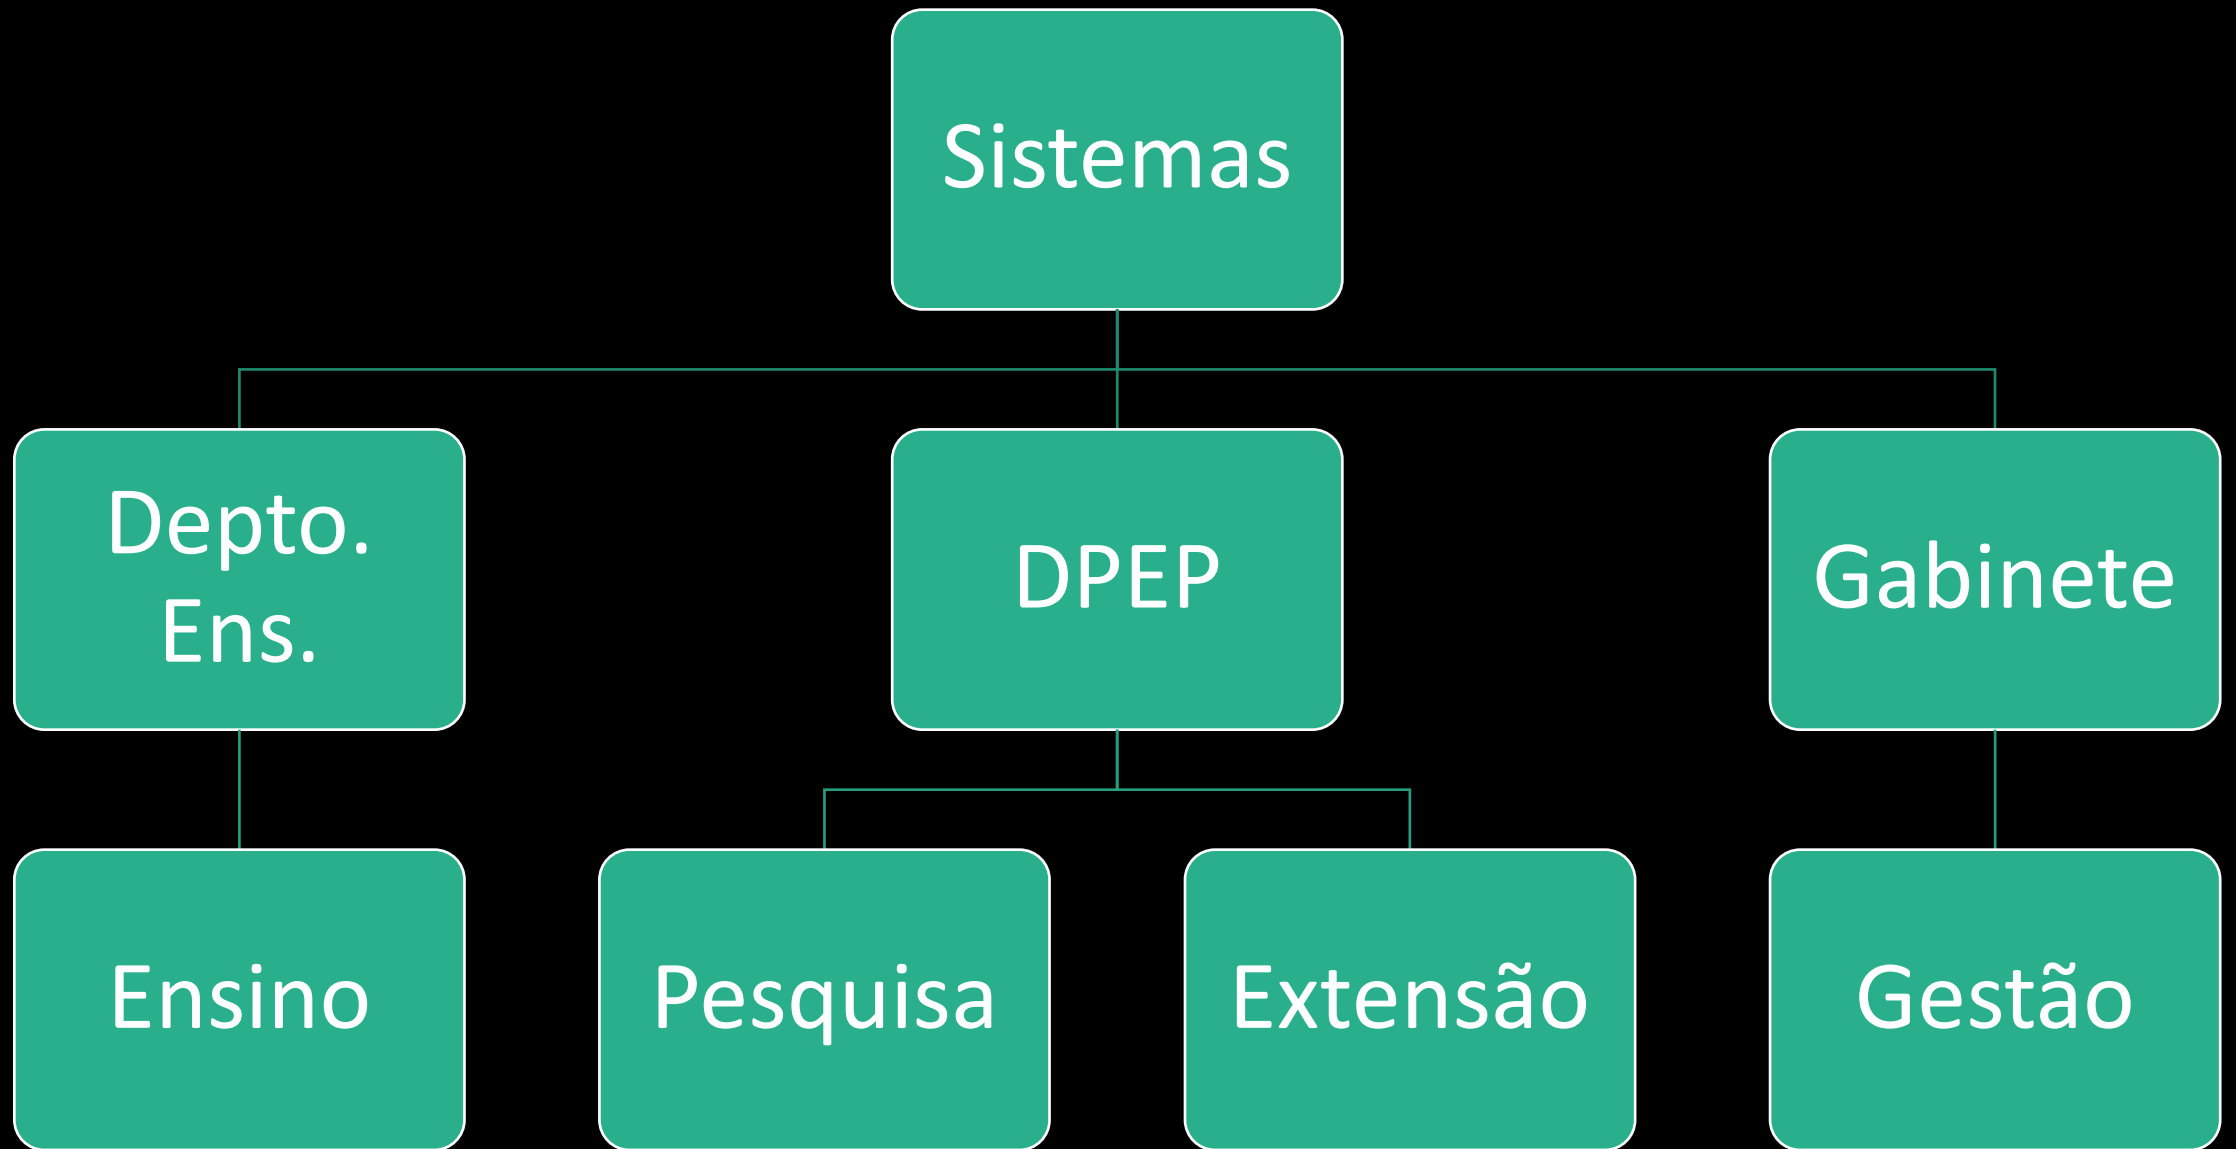 Sistemas
Depto.
Ens.
DPEP
Gabinete
Ensino
Pesquisa
Extensão
Gestão